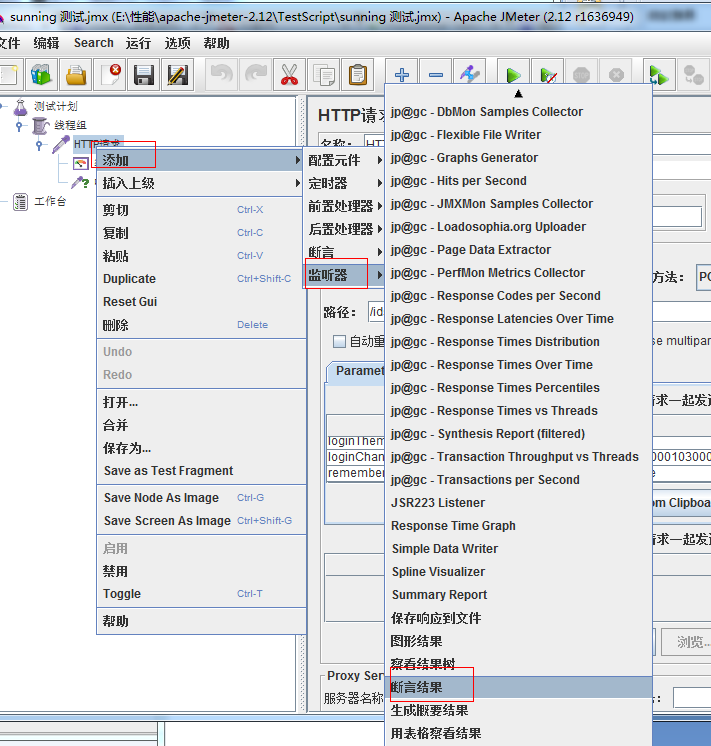 sunning 测试.jmx (E:\性能\apache-jmeter-2.12\TestScript\sunning 测试.jmx) - Apache JMeter (2.12 r1636949)
文件 编辑 Search 运行 选项 帮助
测试计划
线程组
HTTP请求
工作台
添加
插入上级
剪切 Ctrl-X
复制 Ctrl-C
粘贴 Ctrl-V
Duplicate Ctrl+Shift-C
Reset Gui
删除 Delete
Undo
Redo
打开...
合并
保存为...
Save as Test Fragment
Save Node As Image Ctrl-G
Save Screen As Image Ctrl+Shift-G
启用
禁用
Toggle Ctrl-T
帮助
HTTP请求
名称:
配置元件
定时器
前置处理器
后置处理器
断言
监听器
方法:
路径: /id
自动重
se multipar
Paramet
请求一起发送
loginThem
loginChan
000103000
remember
om Clipboa
请求一起发送
浏览...
Proxy Ser
服务器名称
jp@gc - DbMon Samples Collector
jp@gc - Flexible File Writer
jp@gc - Graphs Generator
jp@gc - Hits per Second
jp@gc - JMXMon Samples Collector
jp@gc - Loadosophia.org Uploader
jp@gc - Page Data Extractor
jp@gc - PerfMon Metrics Collector
jp@gc - Response Codes per Second
jp@gc - Response Latencies Over Time
jp@gc - Response Times Distribution
jp@gc - Response Times Over Time
jp@gc - Response Times Percentiles
jp@gc - Response Times vs Threads
jp@gc - Synthesis Report (filtered)
jp@gc - Transaction Throughput vs Threads
jp@gc - Transactions per Second
JSR223 Listener
Response Time Graph
Simple Data Writer
Spline Visualizer
Summary Report
保存响应到文件
图形结果
察看结果树
断言结果
生成概要结果
用表格察看结果